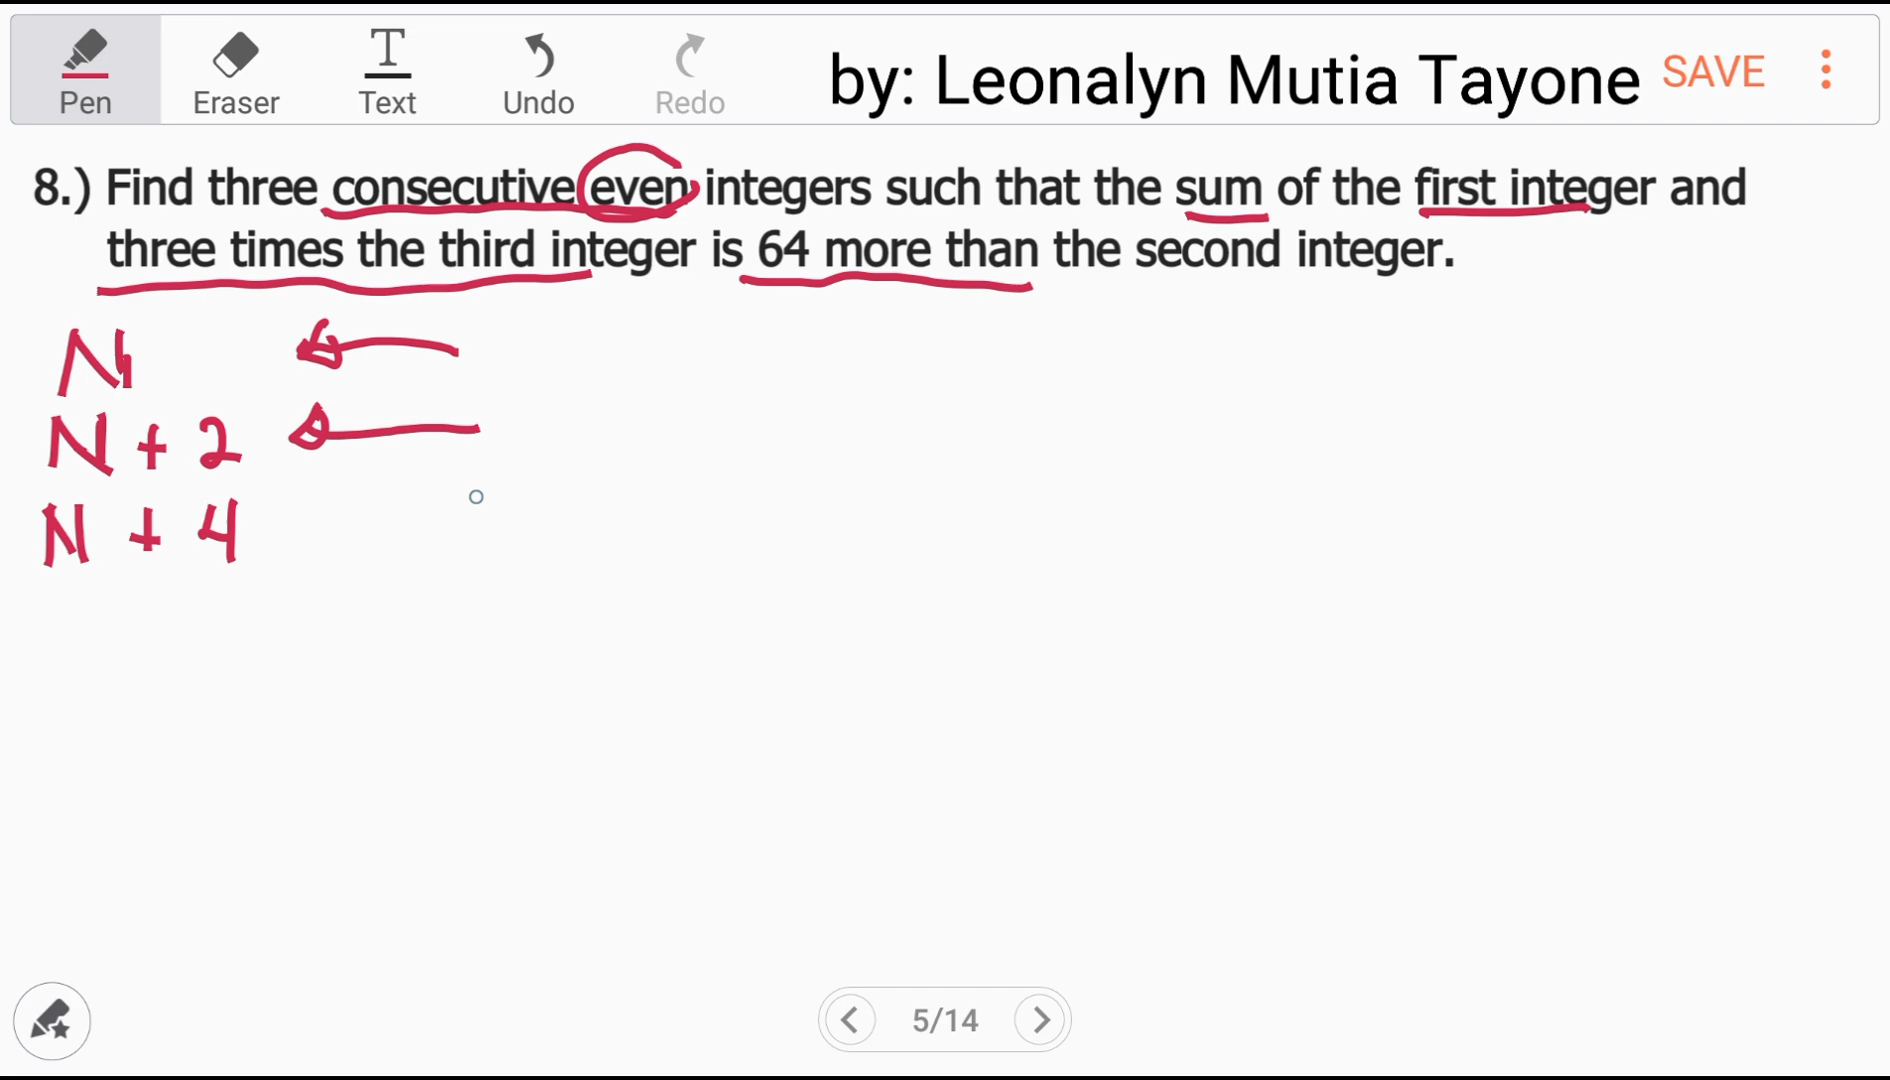 Pen Eraser Text Undo Redo by: Leonalyn Mutia Tayone SAVE
8.) Find three consecutive even integers such that the sum of the first integer and
three times the third integer is 64 more than the second integer.
N
N + 2
N + 4
5/14